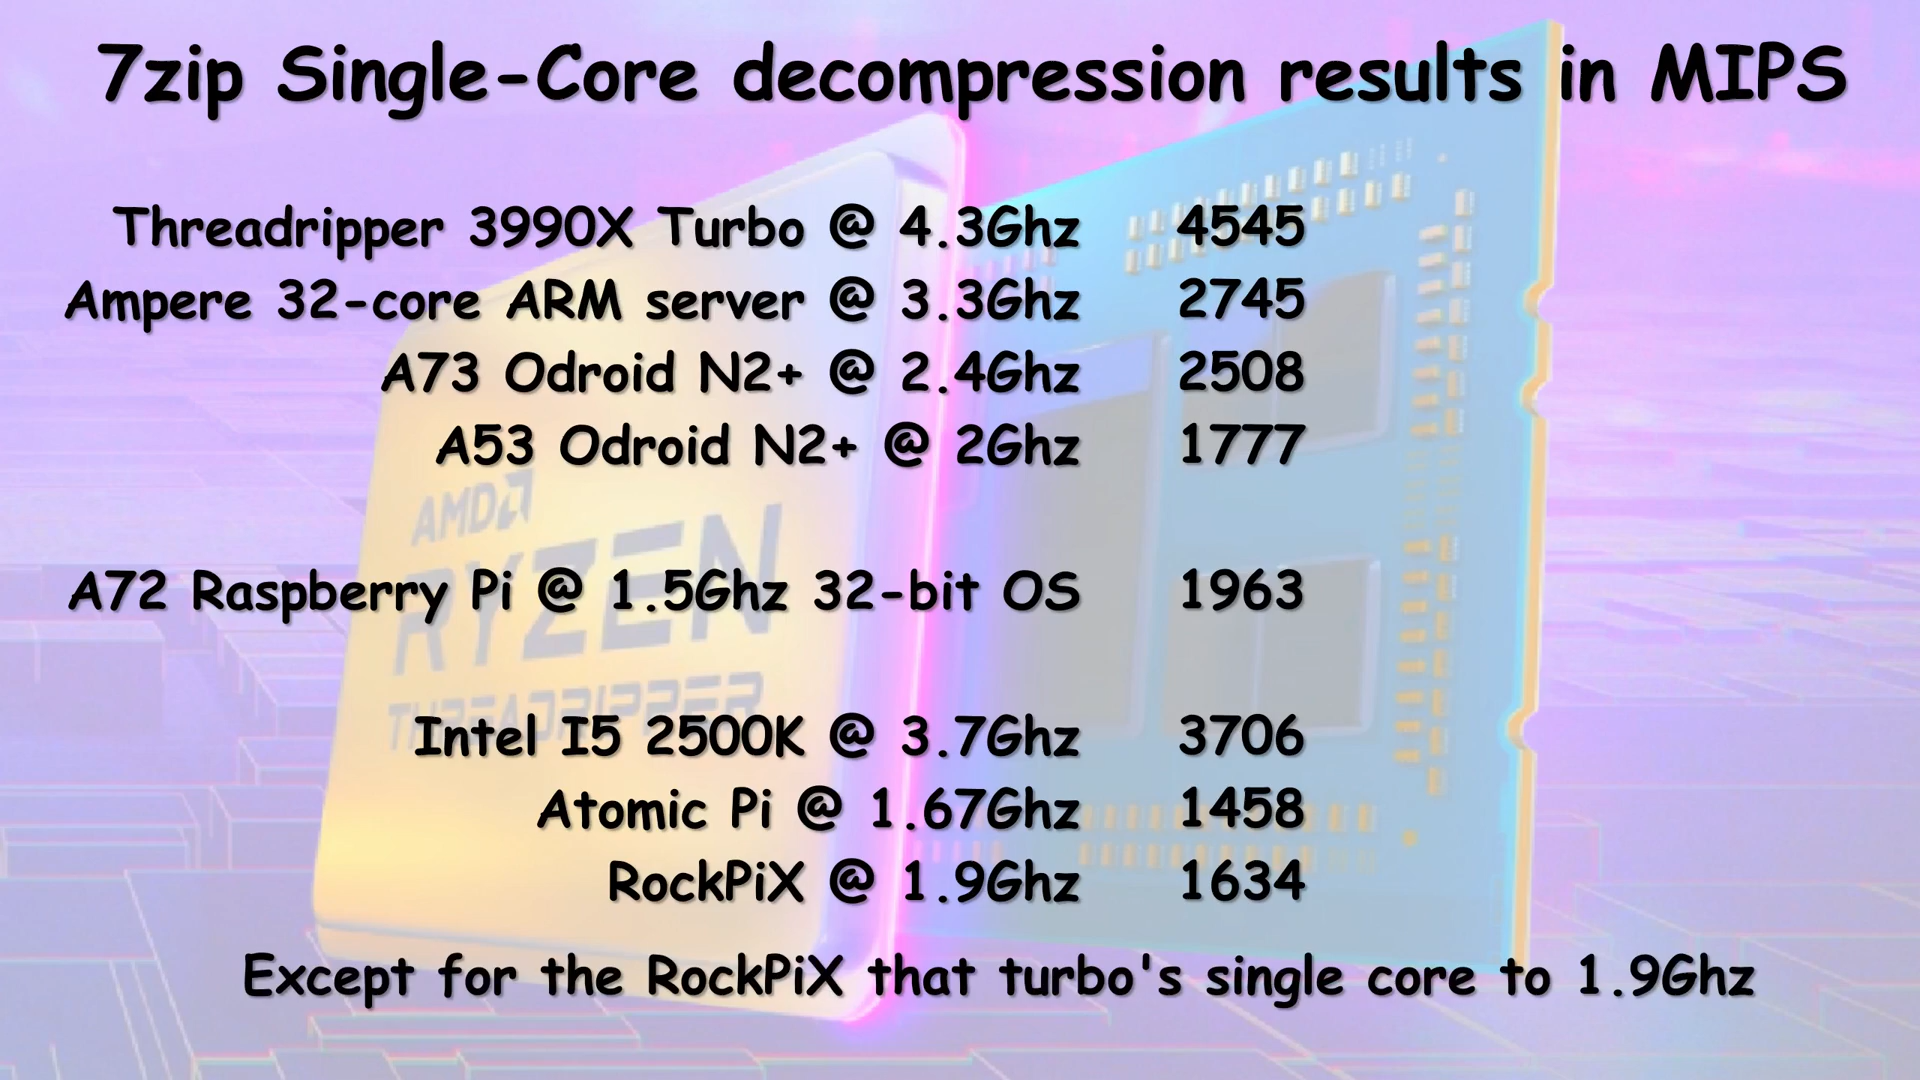 7zip Single-Core decompression results in MIPS
Threadripper 3990X Turbo @ 4.3Ghz 4545
Ampere 32-core ARM server @ 3.3Ghz 2745
A73 Odroid N2+ @ 2.4Ghz 2508
A53 Odroid N2+ @ 2Ghz 1777
AMD
RYZEN
THREADRIPPER
A72 Raspberry Pi @ 1.5Ghz 32-bit OS 1963
Intel I5 2500K @ 3.7Ghz 3706
Atomic Pi @ 1.67Ghz 1458
RockPiX @ 1.9Ghz 1634
Except for the RockPiX that turbo's single core to 1.9Ghz